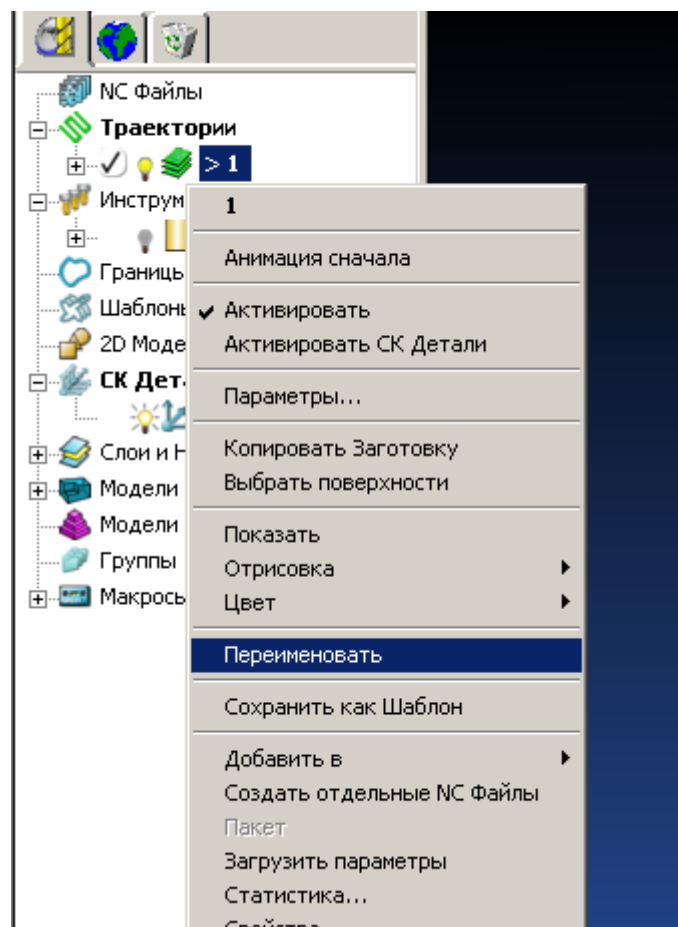 NC Файлы
Траектории
> 1
Инструм
Границы
Шаблоны
2D Моде
СК Дет
Слои и Н
Модели
Модели
Группы
Макросы
1
Анимация сначала
Активировать
Активировать СК Детали
Параметры...
Копировать Заготовку
Выбрать поверхности
Показать
Отрисовка
Цвет
Переименовать
Сохранить как Шаблон
Добавить в
Создать отдельные NC Файлы
Пакет
Загрузить параметры
Статистика...